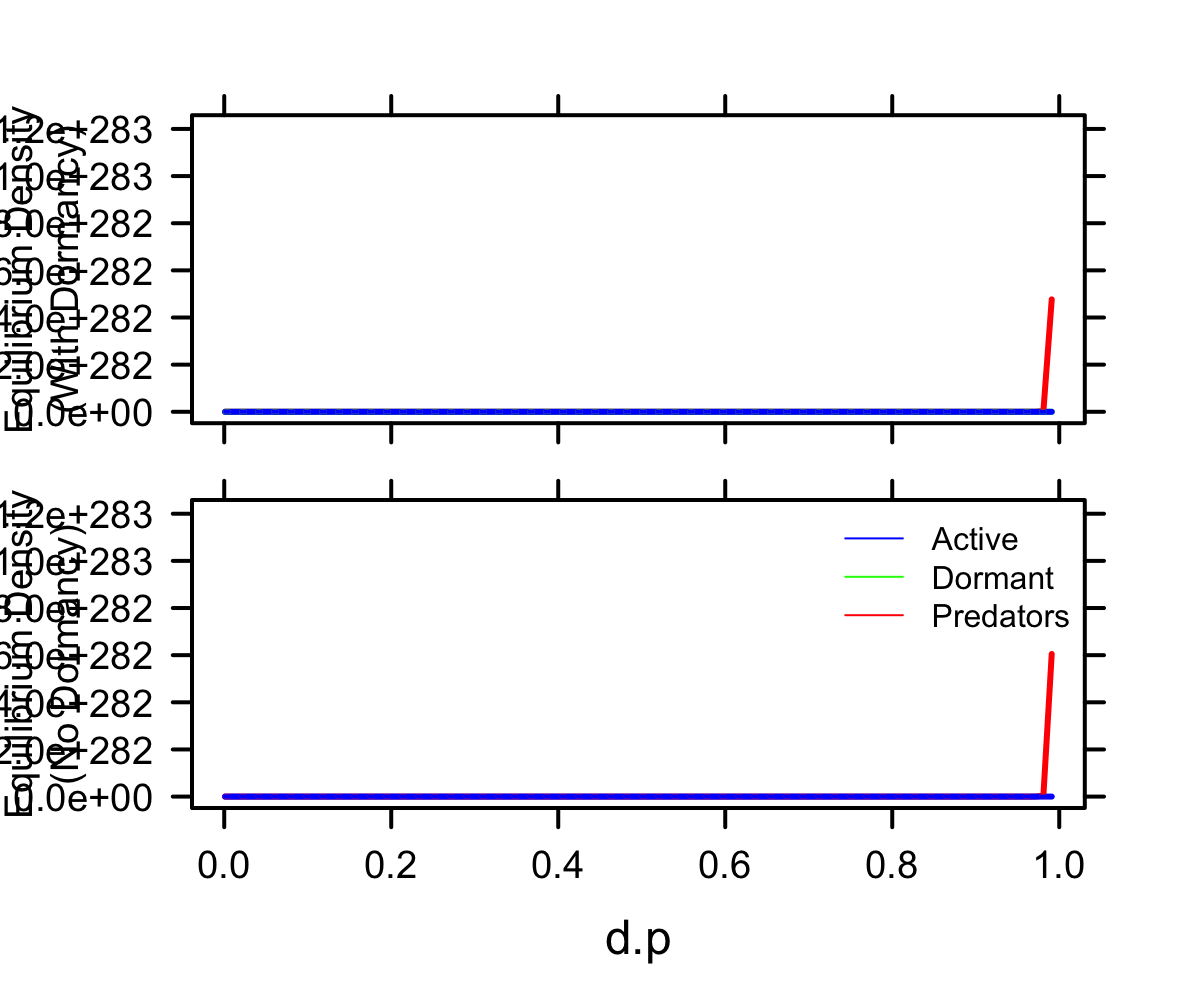 Equilibrium Density
(With Dormancy)
1.2e+283
1.0e+283
8.0e+282
6.0e+282
4.0e+282
2.0e+282
0.0e+00
Equilibrium Density
(No Dormancy)
1.2e+283
1.0e+283
8.0e+282
6.0e+282
4.0e+282
2.0e+282
0.0e+00
Active
Dormant
Predators
0.0 0.2 0.4 0.6 0.8 1.0
d.p